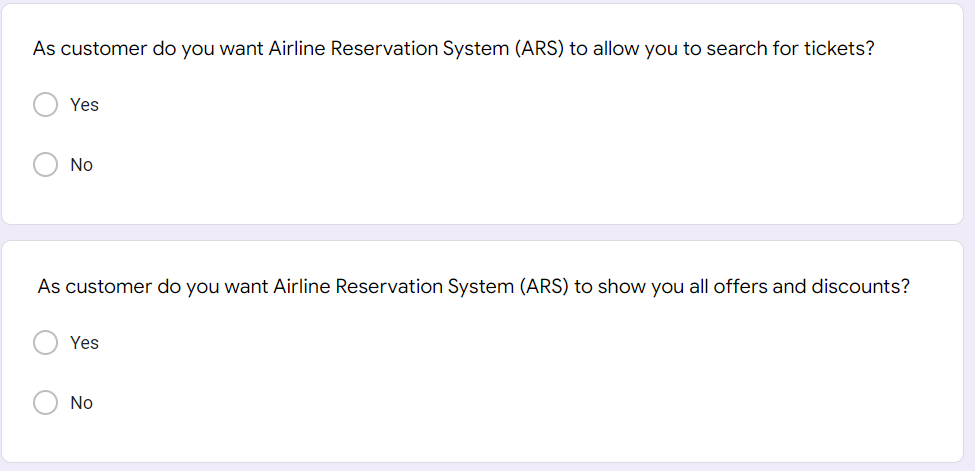 As customer do you want Airline Reservation System (ARS) to allow you to search for tickets?
Yes
No
As customer do you want Airline Reservation System (ARS) to show you all offers and discounts?
Yes
No